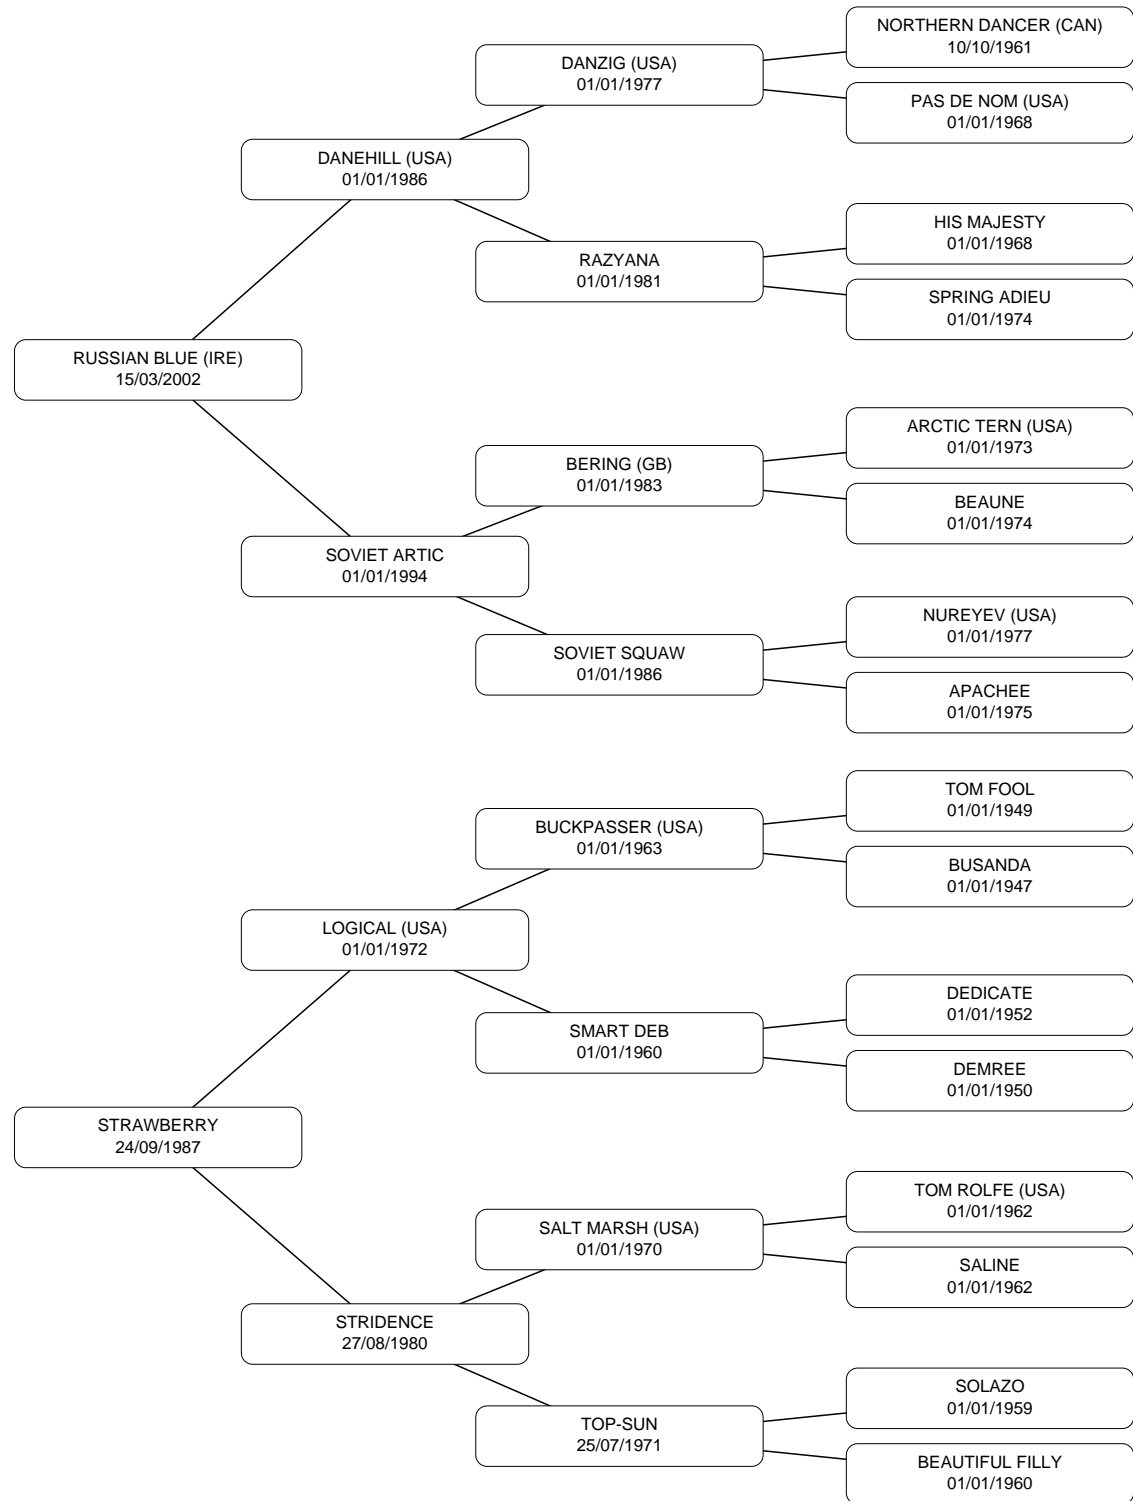 NORTHERN DANCER (CAN)
10/10/1961
DANZIG (USA)
01/01/1977
PAS DE NOM (USA)
01/01/1968
DANEHILL (USA)
01/01/1986
HIS MAJESTY
01/01/1968
RAZYANA
01/01/1981
SPRING ADIEU
01/01/1974
RUSSIAN BLUE (IRE)
15/03/2002
ARCTIC TERN (USA)
01/01/1973
BERING (GB)
01/01/1983
BEAUNE
01/01/1974
SOVIET ARTIC
01/01/1994
NUREYEV (USA)
01/01/1977
SOVIET SQUAW
01/01/1986
APACHEE
01/01/1975
TOM FOOL
01/01/1949
BUCKPASSER (USA)
01/01/1963
BUSANDA
01/01/1947
LOGICAL (USA)
01/01/1972
DEDICATE
01/01/1952
SMART DEB
01/01/1960
DEMREE
01/01/1950
STRAWBERRY
24/09/1987
TOM ROLFE (USA)
01/01/1962
SALT MARSH (USA)
01/01/1970
SALINE
01/01/1962
STRIDENCE
27/08/1980
SOLAZO
01/01/1959
TOP-SUN
25/07/1971
BEAUTIFUL FILLY
01/01/1960